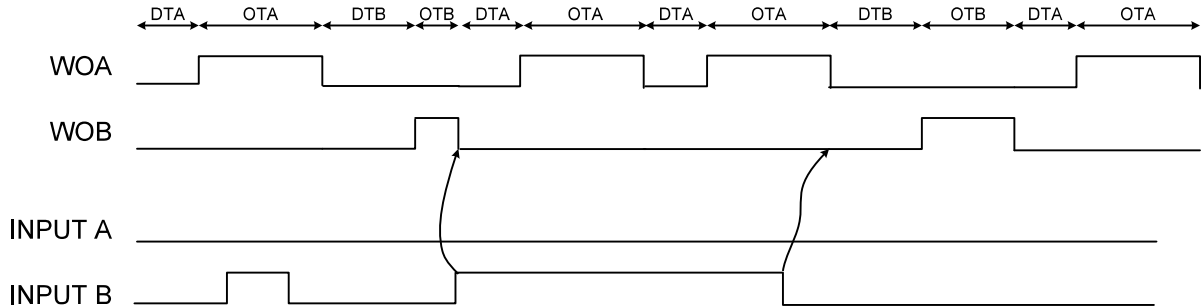 DTA OTA DTB OTB DTA OTA DTA OTA DTB OTB DTA OTA
WOA
WOB
INPUT A
INPUT B